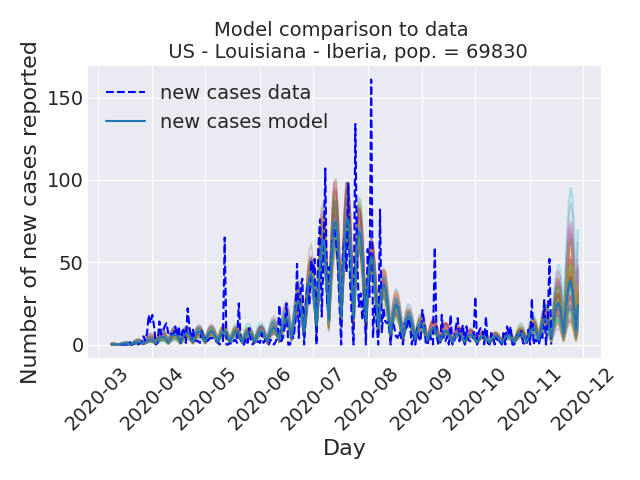 Model comparison to data
US - Louisiana - Iberia, pop. = 69830
Number of new cases reported
150
100
50
0
new cases data
new cases model
2020-03
2020-04
2020-05
2020-06
2020-07
2020-08
2020-09
2020-10
2020-11
2020-12
Day